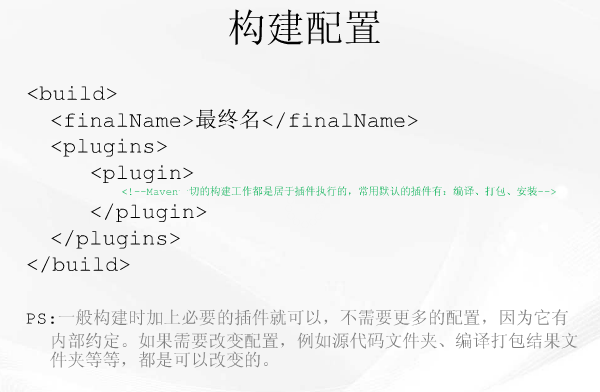 构建配置
<build>
<finalName>最终名</finalName>
<plugins>
<plugin>
<!--Maven一切的构建工作都是居于插件执行的，常用默认的插件有：编译、打包、安装-->
</plugin>
</plugins>
</build>
PS:一般构建时加上必要的插件就可以，不需要更多的配置，因为它有
内部约定。如果需要改变配置，例如源代码文件夹、编译打包结果文
件夹等等，都是可以改变的。